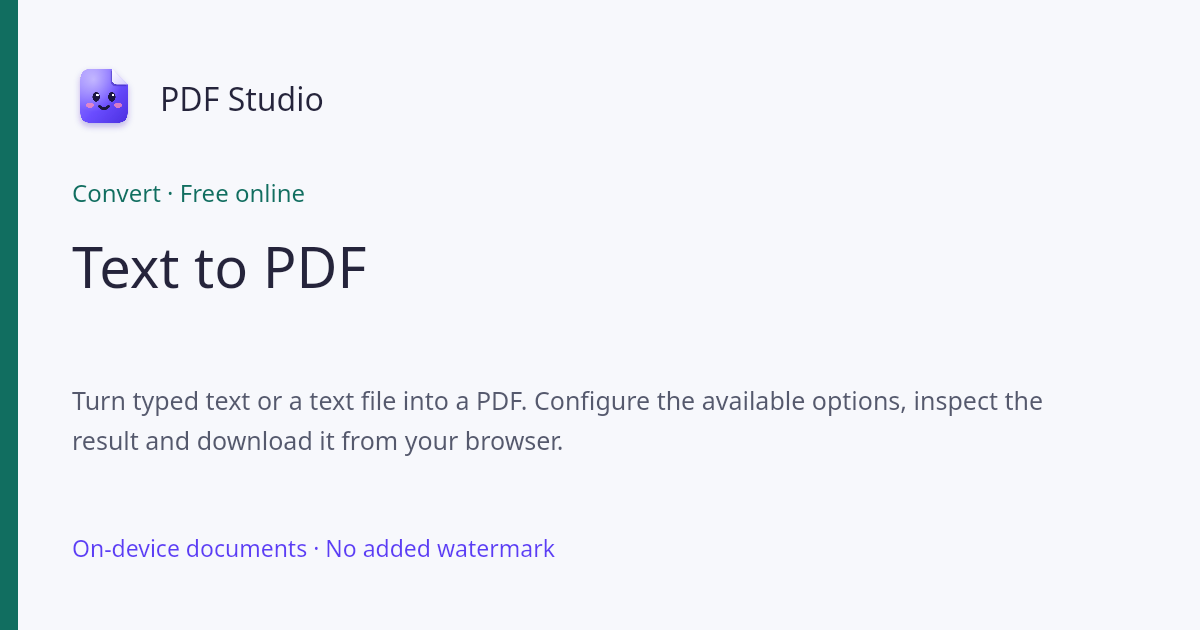 PDF Studio
Convert · Free online
Text to PDF
Turn typed text or a text file into a PDF. Configure the available options, inspect the
result and download it from your browser.
On-device documents · No added watermark